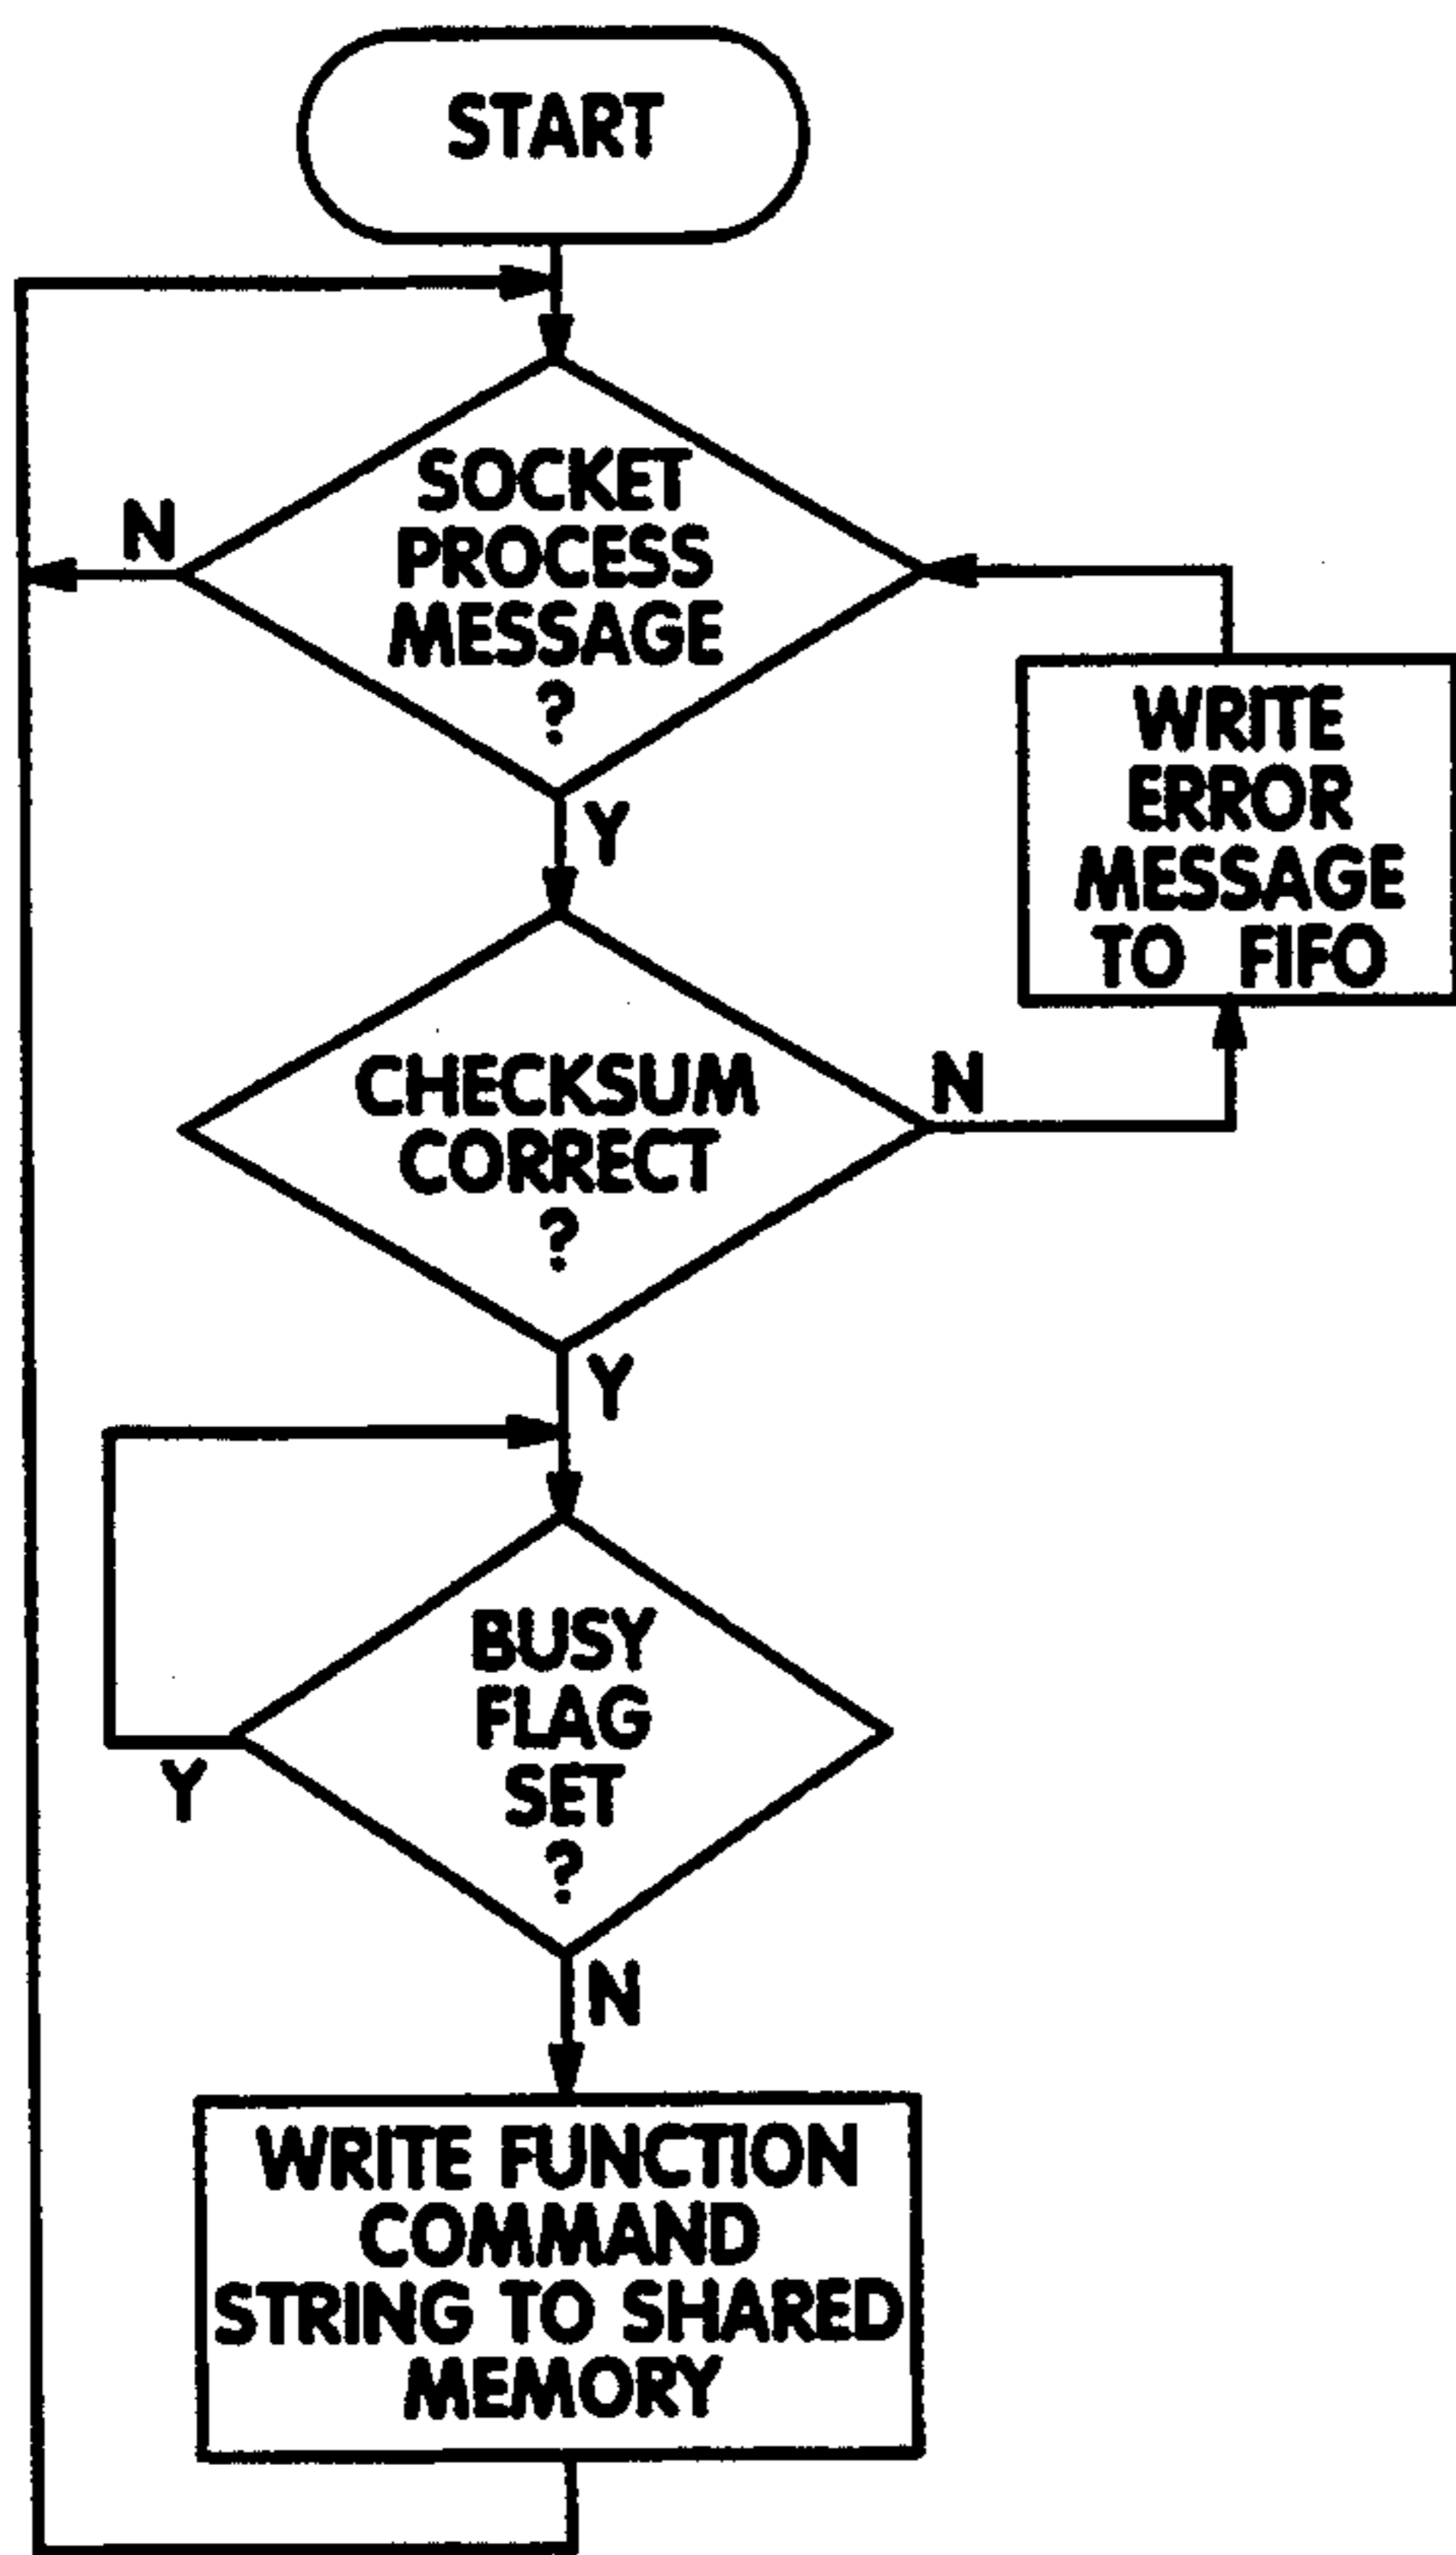 START
SOCKET
PROCESS
MESSAGE
?
N
Y
WRITE
ERROR
MESSAGE
TO FIFO
CHECKSUM
CORRECT
?
N
Y
BUSY
FLAG
SET
?
Y
N
WRITE FUNCTION
COMMAND
STRING TO SHARED
MEMORY